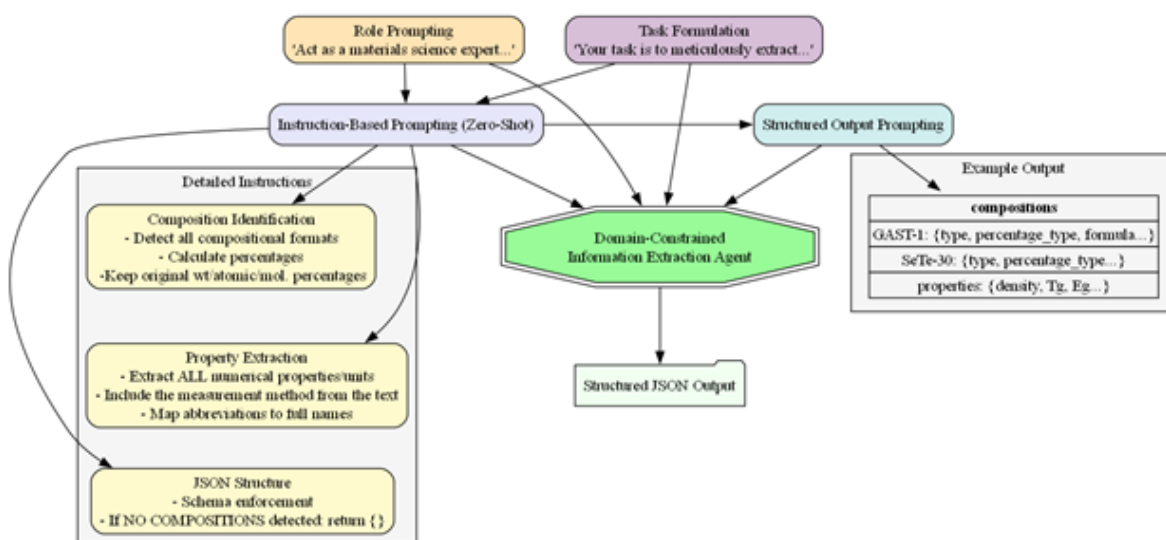 Role Prompting
'Act as a materials science expert...'
Task Formulation
'Your task is to meticulously extract...'
Instruction-Based Prompting (Zero-Shot)
Structured Output Prompting
Detailed Instructions
Composition Identification
- Detect all compositional formats
- Calculate percentages
-Keep original wt/atomic/mol. percentages
Property Extraction
- Extract ALL numerical properties/units
- Include the measurement method from the text
- Map abbreviations to full names
JSON Structure
- Schema enforcement
- If NO COMPOSITIONS detected: return {}
Domain-Constrained
Information Extraction Agent
Structured JSON Output
Example Output
compositions
GAST-1: {type, percentage_type, formula...}
SeTe-30: {type, percentage_type...}
properties: {density, Tg, Eg...}